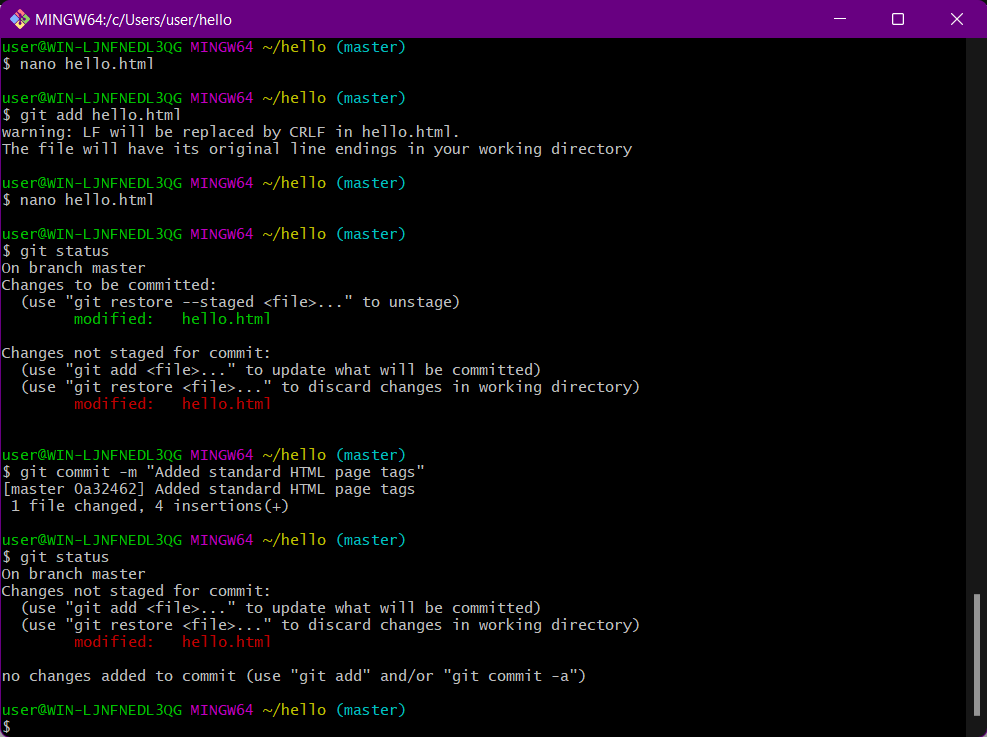 MINGW64:/c/Users/user/hello
user@WIN-LJNFNEDL3QG MINGW64 ~/hello (master)
$ nano hello.html
user@WIN-LJNFNEDL3QG MINGW64 ~/hello (master)
$ git add hello.html
warning: LF will be replaced by CRLF in hello.html.
The file will have its original line endings in your working directory
user@WIN-LJNFNEDL3QG MINGW64 ~/hello (master)
$ nano hello.html
user@WIN-LJNFNEDL3QG MINGW64 ~/hello (master)
$ git status
On branch master
Changes to be committed:
  (use "git restore --staged <file>..." to unstage)
        modified:   hello.html
Changes not staged for commit:
  (use "git add <file>..." to update what will be committed)
  (use "git restore <file>..." to discard changes in working directory)
        modified:   hello.html
user@WIN-LJNFNEDL3QG MINGW64 ~/hello (master)
$ git commit -m "Added standard HTML page tags"
[master 0a32462] Added standard HTML page tags
 1 file changed, 4 insertions(+)
user@WIN-LJNFNEDL3QG MINGW64 ~/hello (master)
$ git status
On branch master
Changes not staged for commit:
  (use "git add <file>..." to update what will be committed)
  (use "git restore <file>..." to discard changes in working directory)
        modified:   hello.html
no changes added to commit (use "git add" and/or "git commit -a")
user@WIN-LJNFNEDL3QG MINGW64 ~/hello (master)
$